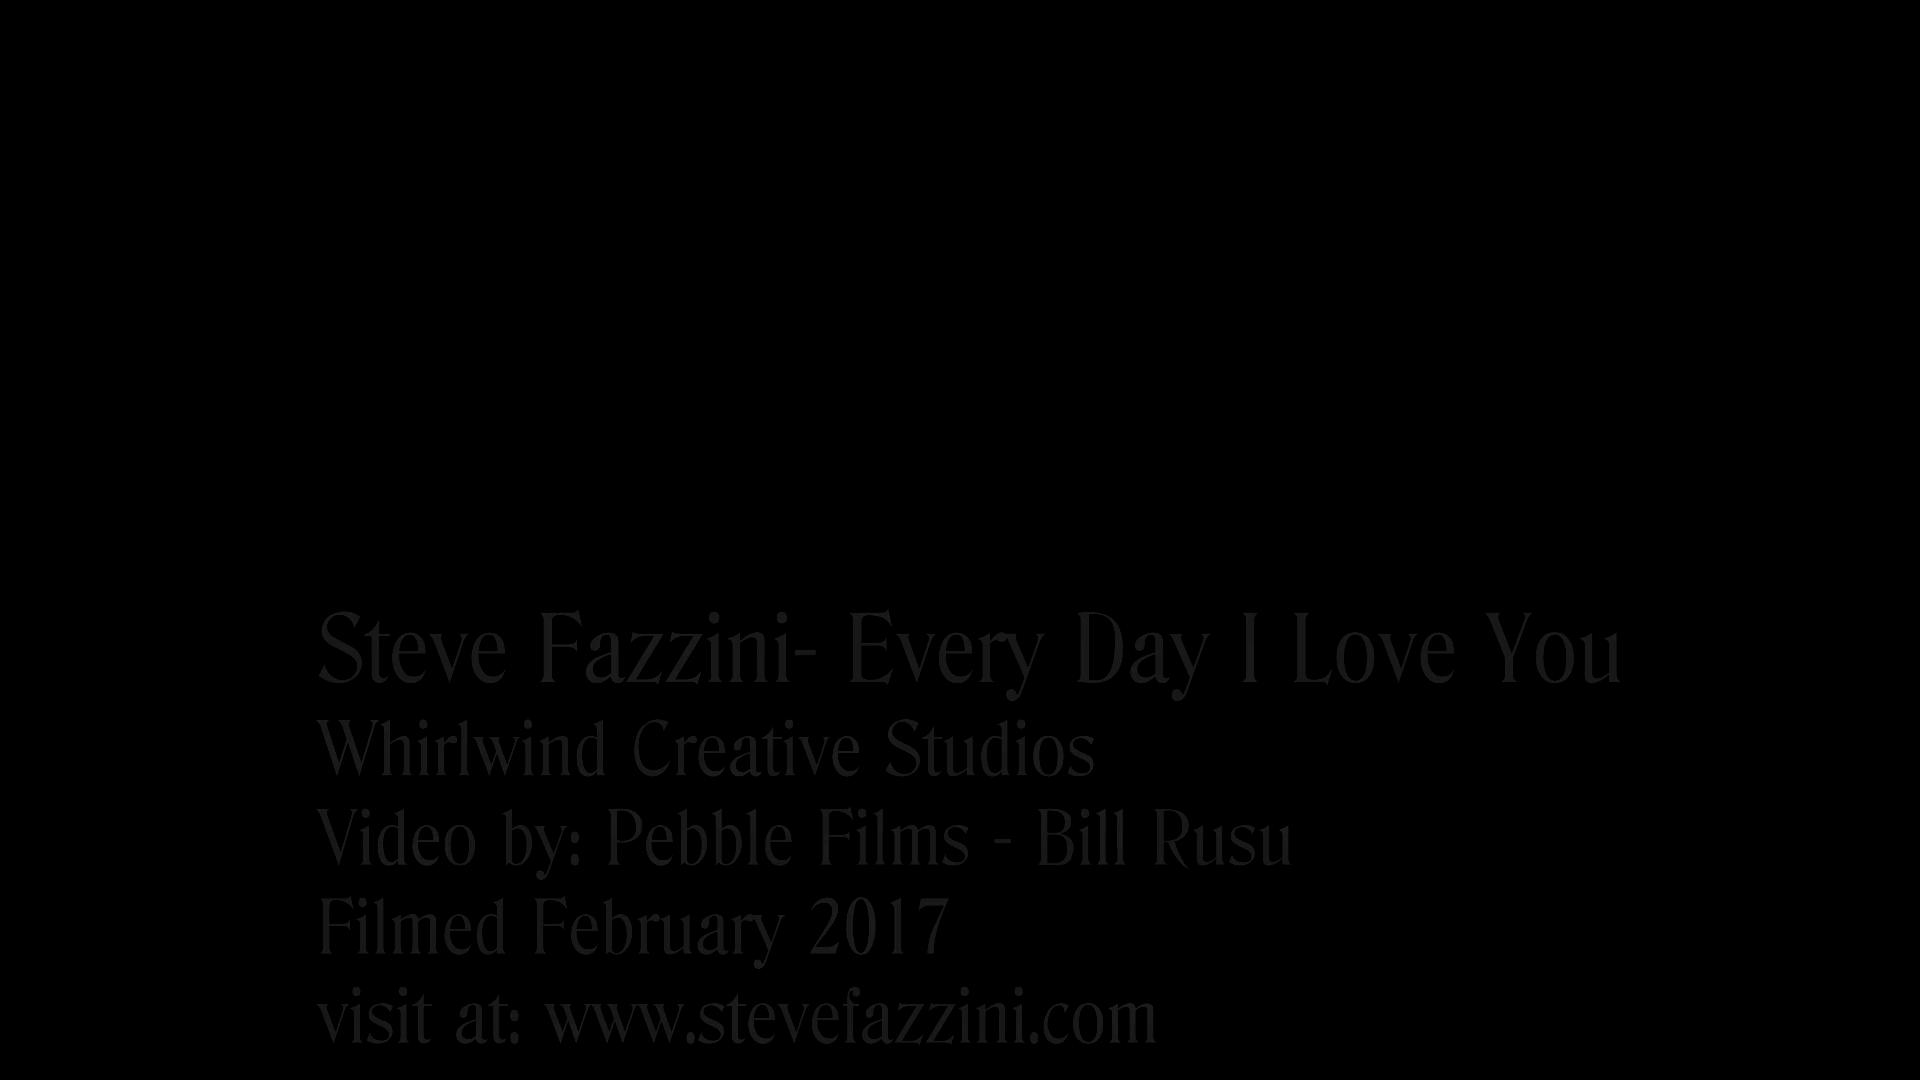 Steve Fazzini- Every Day I Love You
Whirlwind Creative Studios
Video by: Pebble Films - Bill Rusu
Filmed February 2017
visit at: www.stevefazzini.com